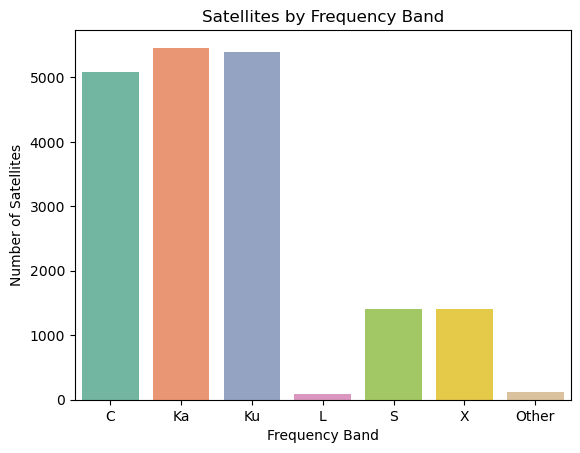 Satellites by Frequency Band
Number of Satellites
5000
4000
3000
2000
1000
0
C Ka Ku L S X Other
Frequency Band